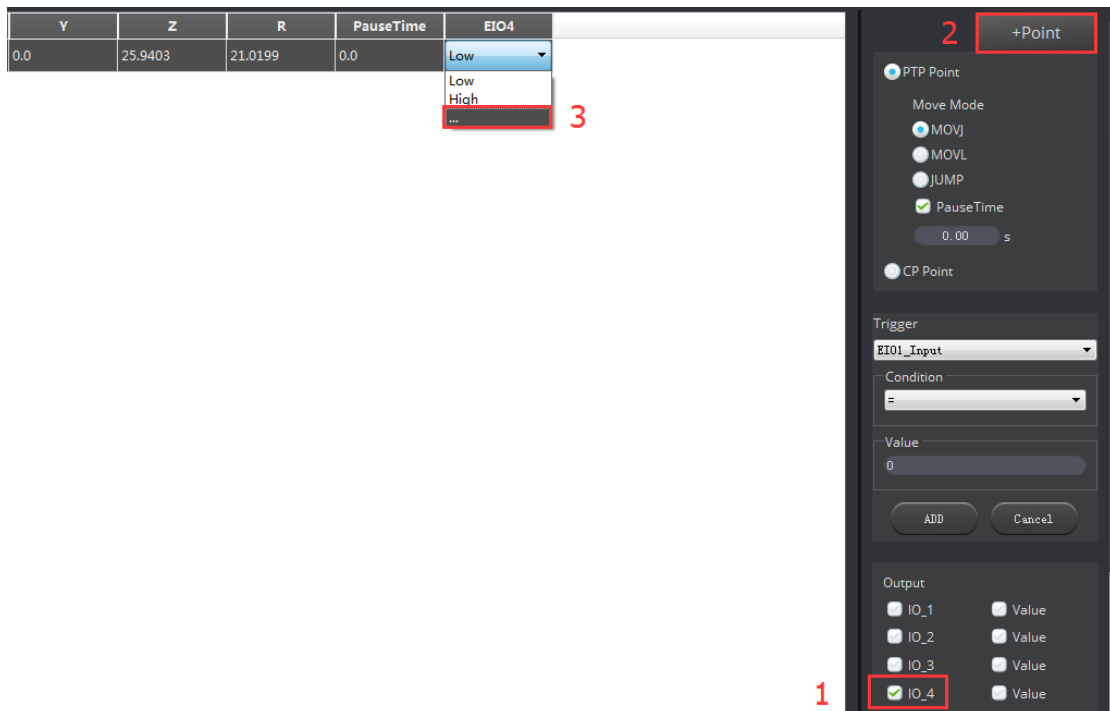 Y Z R PauseTime EIO4
0.0 25.9403 21.0199 0.0 Low
Low
High
...
3
2
+Point
PTP Point
Move Mode
MOVJ
MOVL
JUMP
PauseTime
0.00 s
CP Point
Trigger
EIO1_Input
Condition
=
Value
0
ADD Cancel
Output
IO_1 Value
IO_2 Value
IO_3 Value
1
IO_4 Value